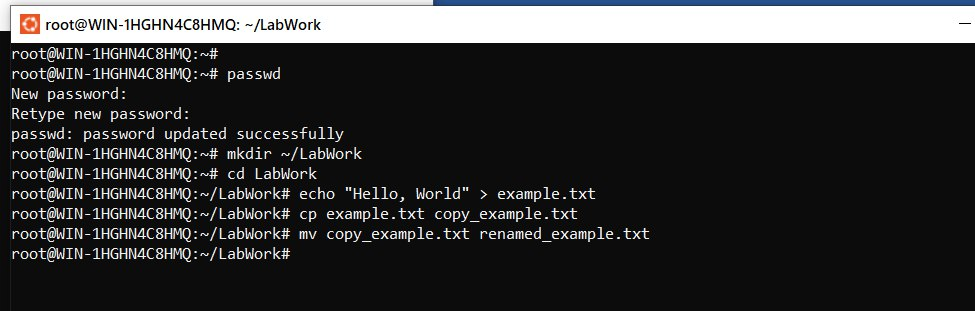 root@WIN-1HGHN4C8HMQ: ~/LabWork
root@WIN-1HGHN4C8HMQ:~#
root@WIN-1HGHN4C8HMQ:~# passwd
New password:
Retype new password:
passwd: password updated successfully
root@WIN-1HGHN4C8HMQ:~# mkdir ~/LabWork
root@WIN-1HGHN4C8HMQ:~# cd LabWork
root@WIN-1HGHN4C8HMQ:~/LabWork# echo "Hello, World" > example.txt
root@WIN-1HGHN4C8HMQ:~/LabWork# cp example.txt copy_example.txt
root@WIN-1HGHN4C8HMQ:~/LabWork# mv copy_example.txt renamed_example.txt
root@WIN-1HGHN4C8HMQ:~/LabWork#